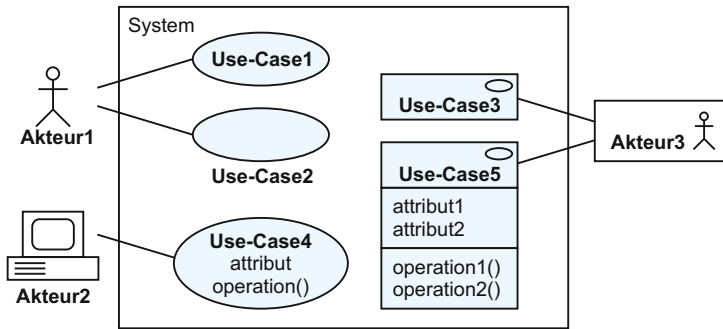 System
Use-Case1
Akteur1
Use-Case2
Use-Case3
Akteur3
Use-Case5
attribut1
attribut2
operation1()
operation2()
Use-Case4
attribut
operation()
Akteur2